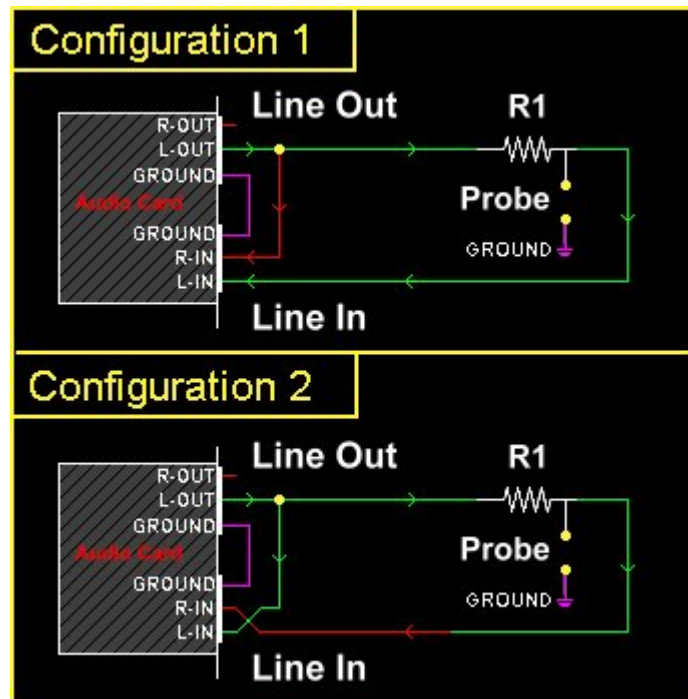 Configuration 1
Line Out
R1
R-OUT
L-OUT
GROUND
Audio Card
Probe
GROUND
GROUND
R-IN
L-IN
Line In
Configuration 2
Line Out
R1
R-OUT
L-OUT
GROUND
Audio Card
Probe
GROUND
GROUND
R-IN
L-IN
Line In